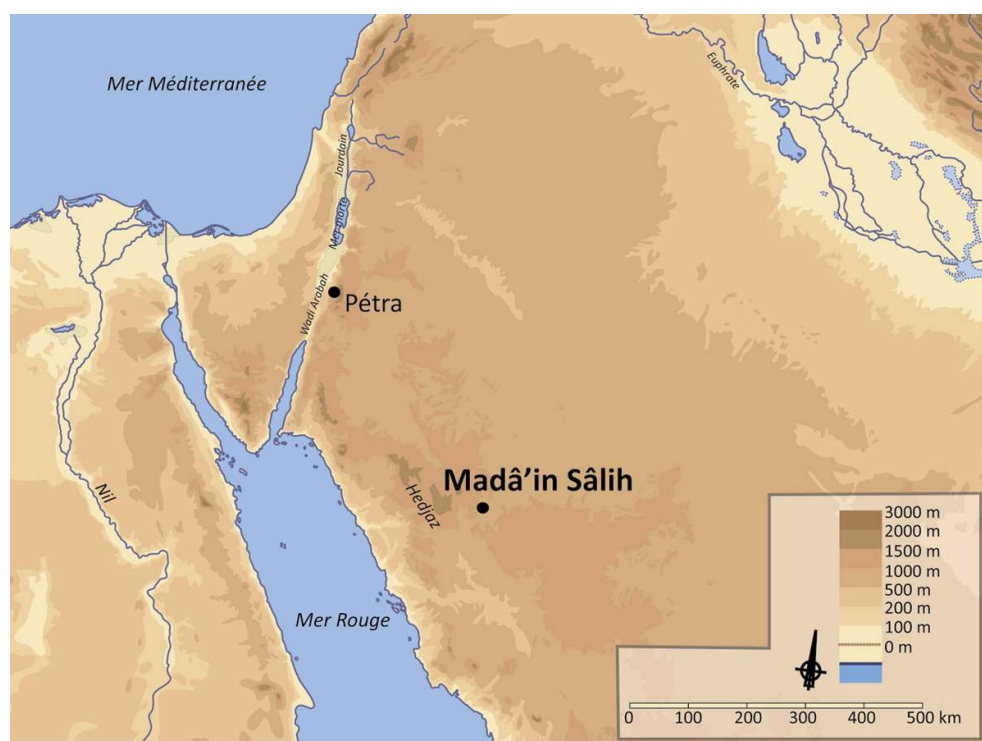 Mer Méditerranée
Euphrate
Jourdain
Mer morte
Wadi Arabah
Pétra
Madâ’in Sâlih
Hedjaz
Nil
Mer Rouge
3000 m
2000 m
1500 m
1000 m
500 m
200 m
100 m
0 m
0 100 200 300 400 500 km